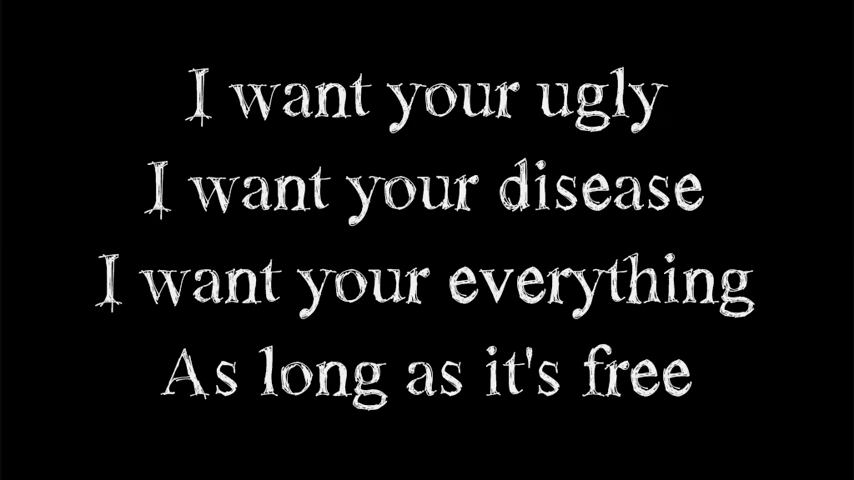 I want your ugly
I want your disease
I want your everything
As long as it's free